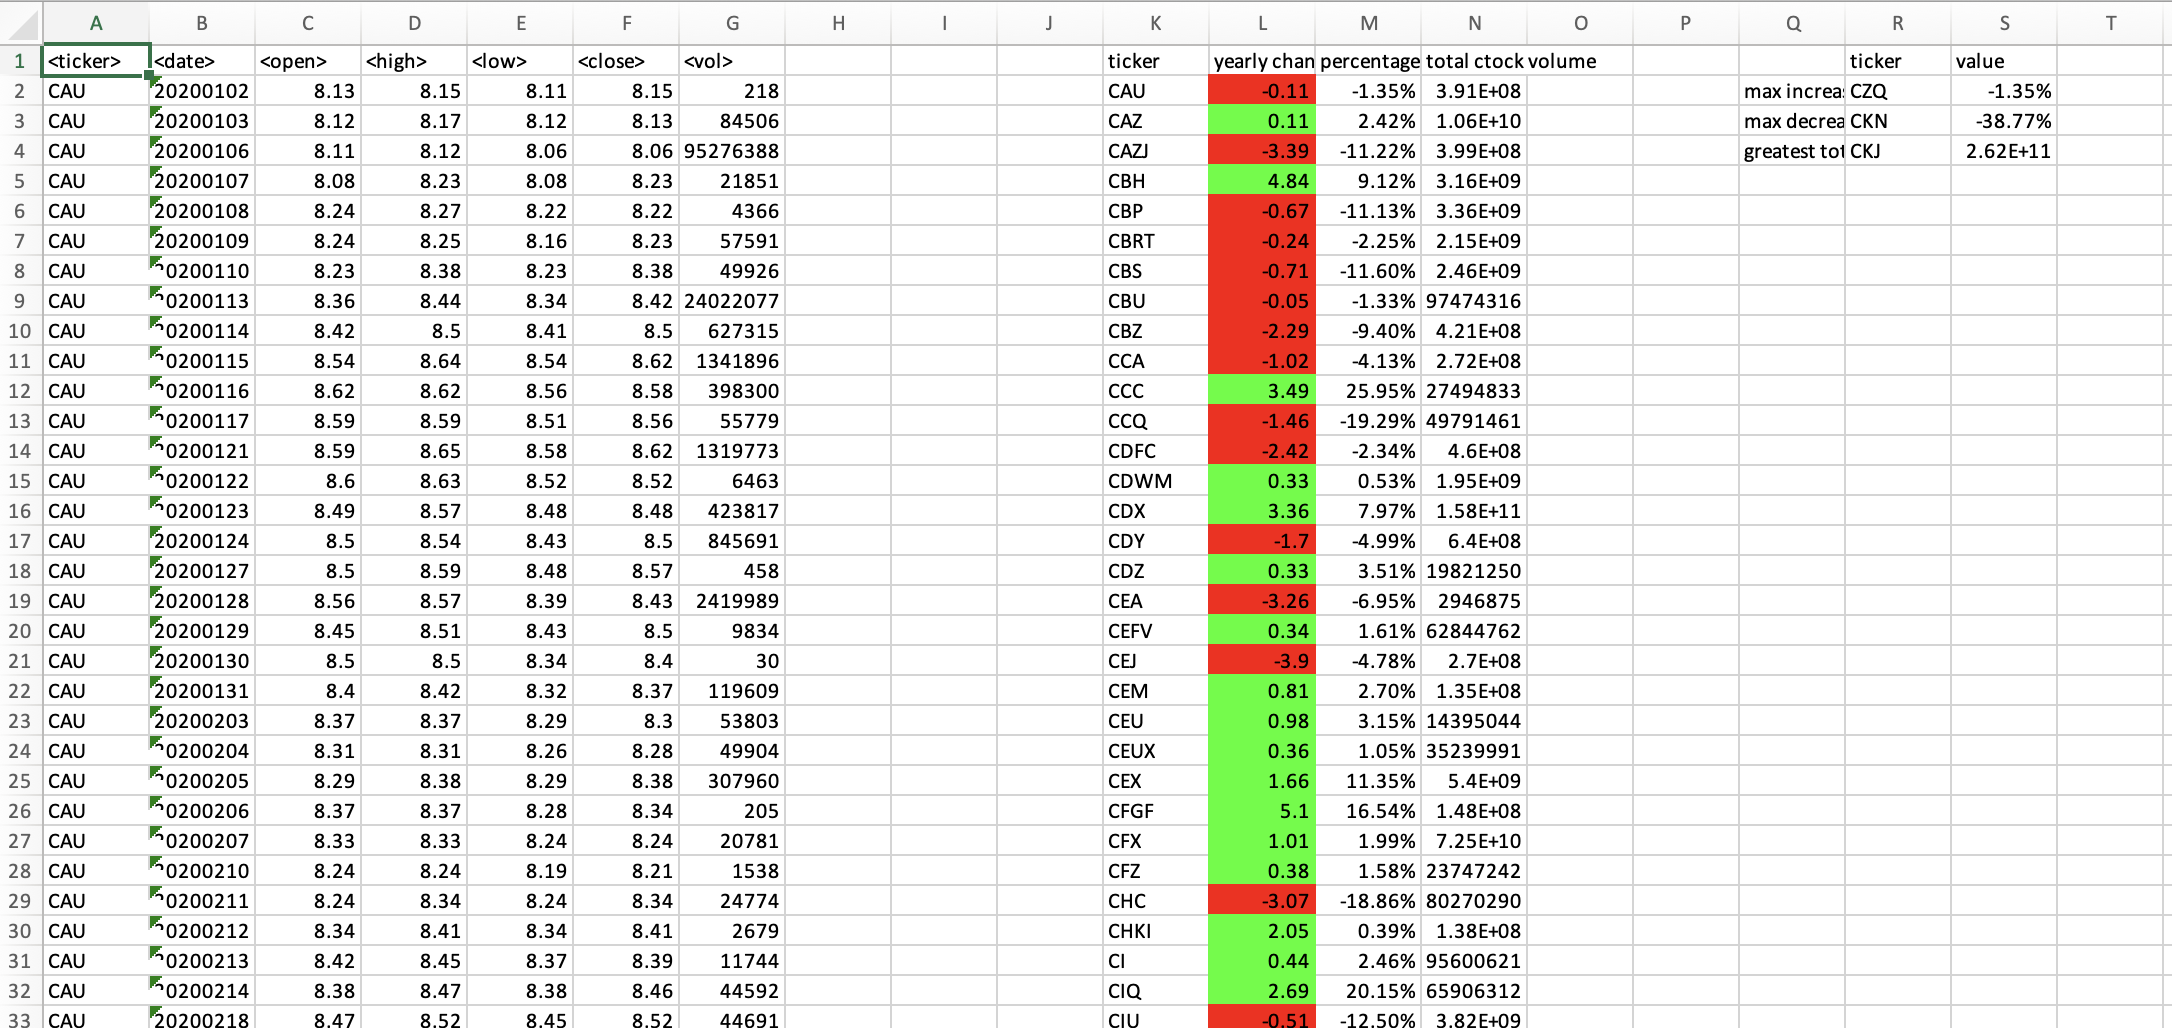 A B C D E F G H I J K L M N O P Q R S T
1 <ticker> <date> <open> <high> <low> <close> <vol> ticker yearly chan percentage total ctock volume ticker value
2 CAU 20200102 8.13 8.15 8.11 8.15 218 CAU -0.11 -1.35% 3.91E+08 max increa CZQ -1.35%
3 CAU 20200103 8.12 8.17 8.12 8.13 84506 CAZ 0.11 2.42% 1.06E+10 max decrea CKN -38.77%
4 CAU 20200106 8.11 8.12 8.06 8.06 95276388 CAZJ -3.39 -11.22% 3.99E+08 greatest tot CKJ 2.62E+11
5 CAU 20200107 8.08 8.23 8.08 8.23 21851 CBH 4.84 9.12% 3.16E+09
6 CAU 20200108 8.24 8.27 8.22 8.22 4366 CBP -0.67 -11.13% 3.36E+09
7 CAU 20200109 8.24 8.25 8.16 8.23 57591 CBRT -0.24 -2.25% 2.15E+09
8 CAU 20200110 8.23 8.38 8.23 8.38 49926 CBS -0.71 -11.60% 2.46E+09
9 CAU 20200113 8.36 8.44 8.34 8.42 24022077 CBU -0.05 -1.33% 97474316
10 CAU 20200114 8.42 8.5 8.41 8.5 627315 CBZ -2.29 -9.40% 4.21E+08
11 CAU 20200115 8.54 8.64 8.54 8.62 1341896 CCA -1.02 -4.13% 2.72E+08
12 CAU 20200116 8.62 8.62 8.56 8.58 398300 CCC 3.49 25.95% 27494833
13 CAU 20200117 8.59 8.59 8.51 8.56 55779 CCQ -1.46 -19.29% 49791461
14 CAU 20200121 8.59 8.65 8.58 8.62 1319773 CDFC -2.42 -2.34% 4.6E+08
15 CAU 20200122 8.6 8.63 8.52 8.52 6463 CDWM 0.33 0.53% 1.95E+09
16 CAU 20200123 8.49 8.57 8.48 8.48 423817 CDX 3.36 7.97% 1.58E+11
17 CAU 20200124 8.5 8.54 8.43 8.5 845691 CDY -1.7 -4.99% 6.4E+08
18 CAU 20200127 8.5 8.59 8.48 8.57 458 CDZ 0.33 3.51% 19821250
19 CAU 20200128 8.56 8.57 8.39 8.43 2419989 CEA -3.26 -6.95% 2946875
20 CAU 20200129 8.45 8.51 8.43 8.5 9834 CEFV 0.34 1.61% 62844762
21 CAU 20200130 8.5 8.5 8.34 8.4 30 CEJ -3.9 -4.78% 2.7E+08
22 CAU 20200131 8.4 8.42 8.32 8.37 119609 CEM 0.81 2.70% 1.35E+08
23 CAU 20200203 8.37 8.37 8.29 8.3 53803 CEU 0.98 3.15% 14395044
24 CAU 20200204 8.31 8.31 8.26 8.28 49904 CEUX 0.36 1.05% 35239991
25 CAU 20200205 8.29 8.38 8.29 8.38 307960 CEX 1.66 11.35% 5.4E+09
26 CAU 20200206 8.37 8.37 8.28 8.34 205 CFGF 5.1 16.54% 1.48E+08
27 CAU 20200207 8.33 8.33 8.24 8.24 20781 CFX 1.01 1.99% 7.25E+10
28 CAU 20200210 8.24 8.24 8.19 8.21 1538 CFZ 0.38 1.58% 23747242
29 CAU 20200211 8.24 8.34 8.24 8.34 24774 CHC -3.07 -18.86% 80270290
30 CAU 20200212 8.34 8.41 8.34 8.41 2679 CHKI 2.05 0.39% 1.38E+08
31 CAU 20200213 8.42 8.45 8.37 8.39 11744 CI 0.44 2.46% 95600621
32 CAU 20200214 8.38 8.47 8.38 8.46 44592 CIQ 2.69 20.15% 65906312
33 CAU 20200218 8.47 8.52 8.45 8.52 44691 CIU -0.51 -12.50% 3.82E+09